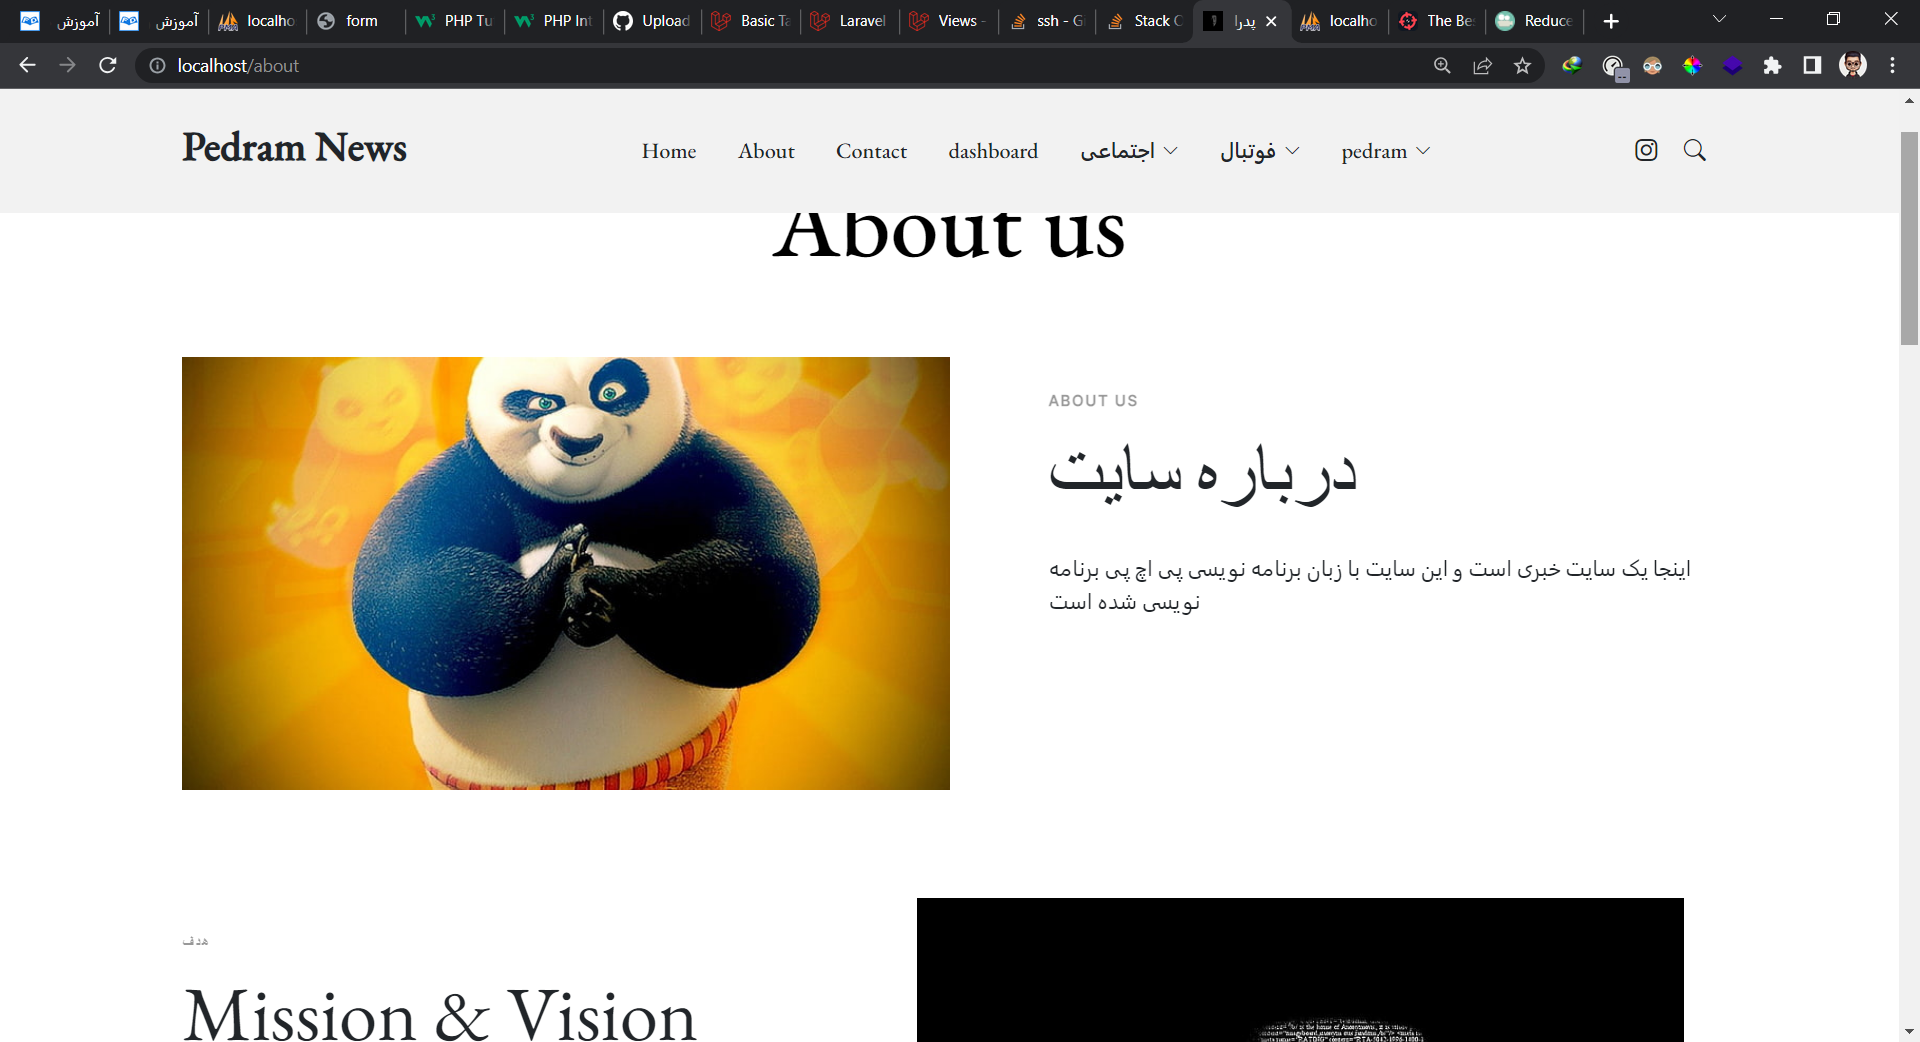 آموزش
آموزش
localho
form
PHP Tu
PHP Int
Upload
Basic Ta
Laravel
Views -
ssh - Gi
Stack O
پدرا
localho
The Be
Reduce
localhost/about
Pedram News
Home
About
Contact
dashboard
اجتماعی
فوتبال
pedram
About us
ABOUT US
درباره سایت
اینجا یک سایت خبری است و این سایت با زبان برنامه نویسی پی اچ پی برنامه
نویسی شده است
هدف
Mission & Vision